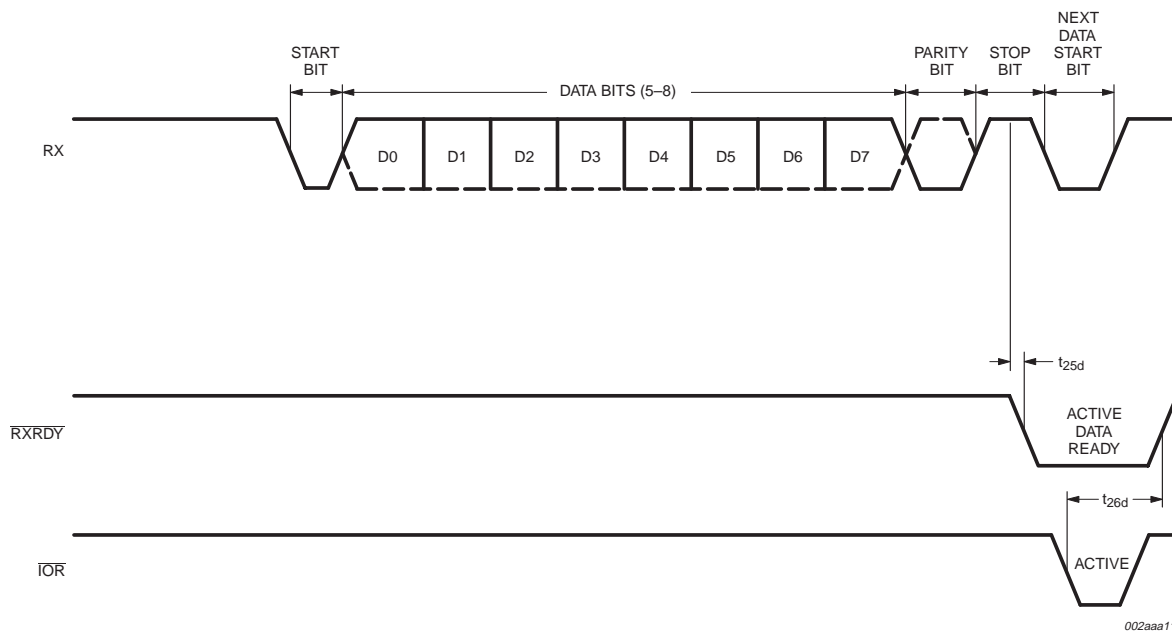 START
BIT
DATA BITS (5–8)
PARITY
BIT
STOP
BIT
NEXT
DATA
START
BIT
RX
D0
D1
D2
D3
D4
D5
D6
D7
t25d
RXRDY
ACTIVE
DATA
READY
t26d
IOR
ACTIVE
002aaa1